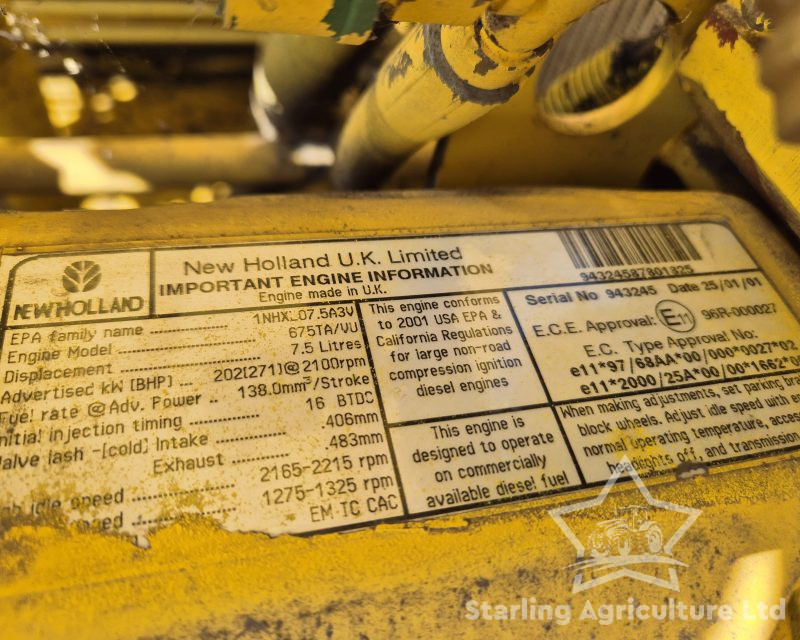 NEW HOLLAND
New Holland U.K. Limited
IMPORTANT ENGINE INFORMATION
Engine made in U.K.
94324587801325
EPA family name 1NHX_07.5A3V
Engine Model 675TA/VU
Displacement 7.5 Litres
Advertised kW [BHP] 202[271]@2100rpm
Fuel rate @Adv. Power 138.0mm³/Stroke
Initial injection timing 16 BTDC
Valve lash -[cold] Intake .406mm
Exhaust .483mm
idle speed 2165-2215 rpm
1275-1325 rpm
EM TC CAC
This engine conforms
to 2001 USA EPA &
California Regulations
for large non-road
compression ignition
diesel engines
Serial No 943245 Date 25/01/01
E.C.E. Approval: E11 96R-000027
E.C. Type Approval No:
e11*97/68AA*00/000*0027*02
e11*2000/25A*00/00*1662*0
This engine is
designed to operate
on commercially
available diesel fuel
When making adjustments, set parking
block wheels. Adjust idle speed with
normal operating temperature,
headlights off, and transmission
Starling Agriculture Ltd